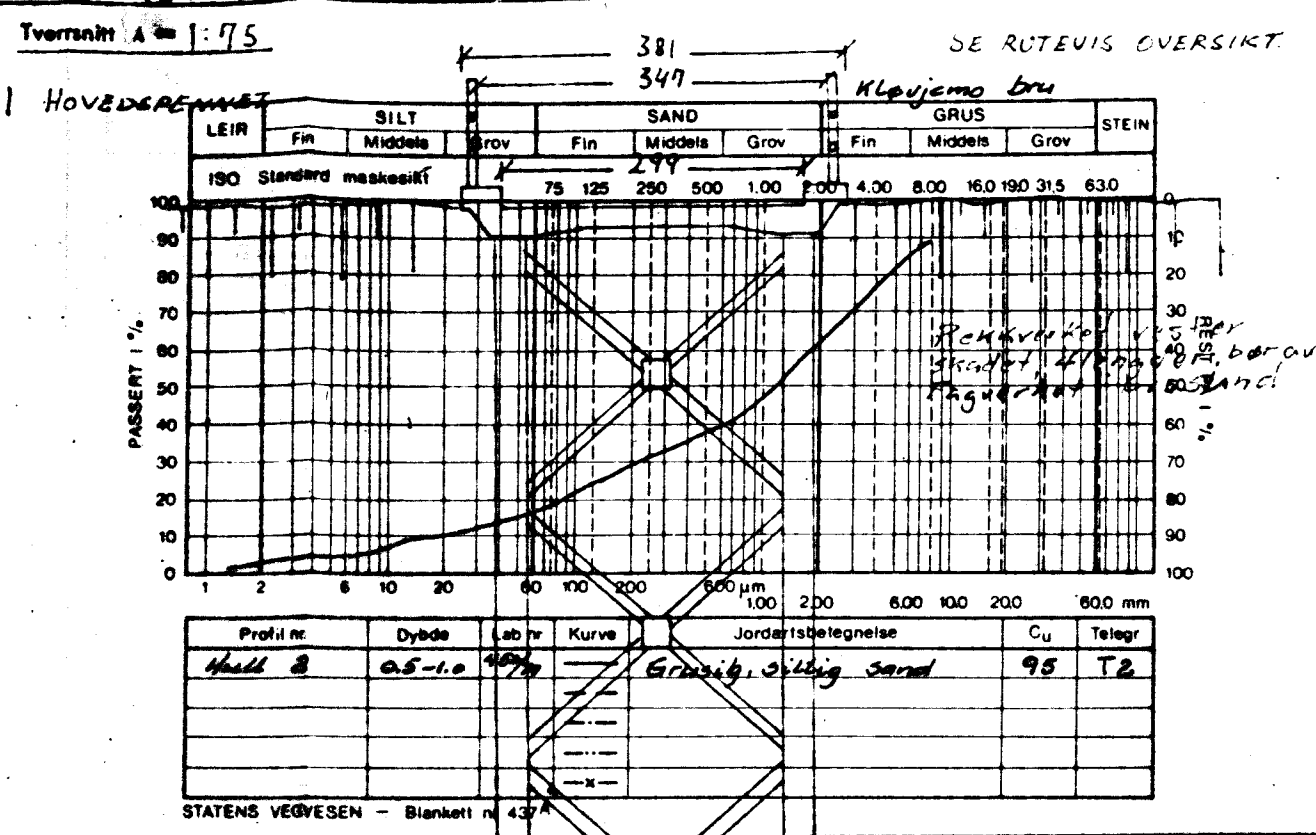 Tverrsnitt A 1:75
381
SE RUTEVIS OVERSIKT.
347
1 HOVEDSPENNET
Kløvjemo bru
LEIR SILT SAND GRUS STEIN
Fin Middels Grov Fin Middels Grov Fin Middels Grov
299
ISO Standard maskesikt 75 125 250 500 1.00 2.00 4.00 8.00 16.0 19.0 31.5 63.0
100 0
90 10
80 20
70 30
60 40
50 50
40 60
30 70
20 80
10 90
0 100
PASSERT I %
REST I %
Rekkverket
skadet, bør av
1 2 6 10 20 60 100 200 600 µm
1.00 2.00 6.00 10.0 20.0 60.0 mm
Profil nr. Dybde Lab nr Kurve Jordartsbetegnelse Cu Telegr
2 0.5-1.0 Grusig, siltig sand 95 T2
STATENS VEGVESEN - Blankett nr 437